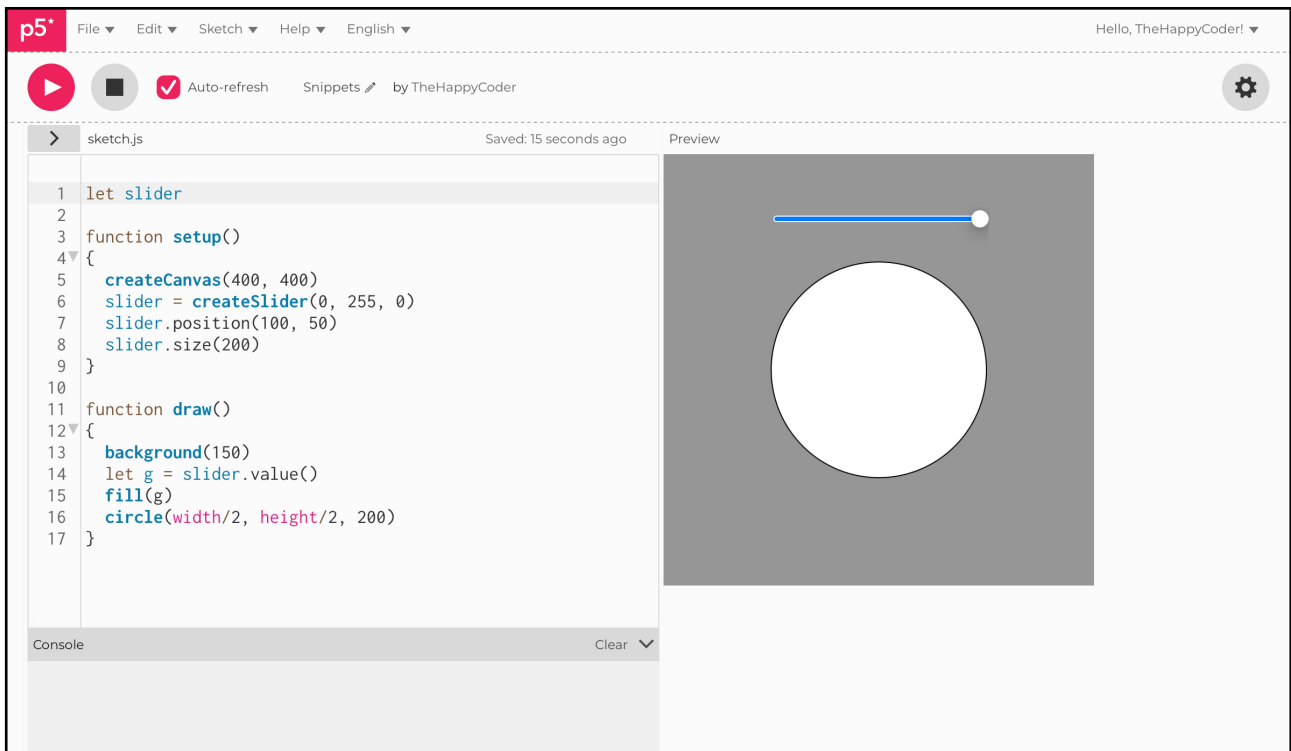 p5* File Edit Sketch Help English Hello, TheHappyCoder!
Auto-refresh Snippets by TheHappyCoder
sketch.js Saved: 15 seconds ago Preview
1 let slider
2
3 function setup()
4 {
5   createCanvas(400, 400)
6   slider = createSlider(0, 255, 0)
7   slider.position(100, 50)
8   slider.size(200)
9 }
10
11 function draw()
12 {
13   background(150)
14   let g = slider.value()
15   fill(g)
16   circle(width/2, height/2, 200)
17 }
Console Clear